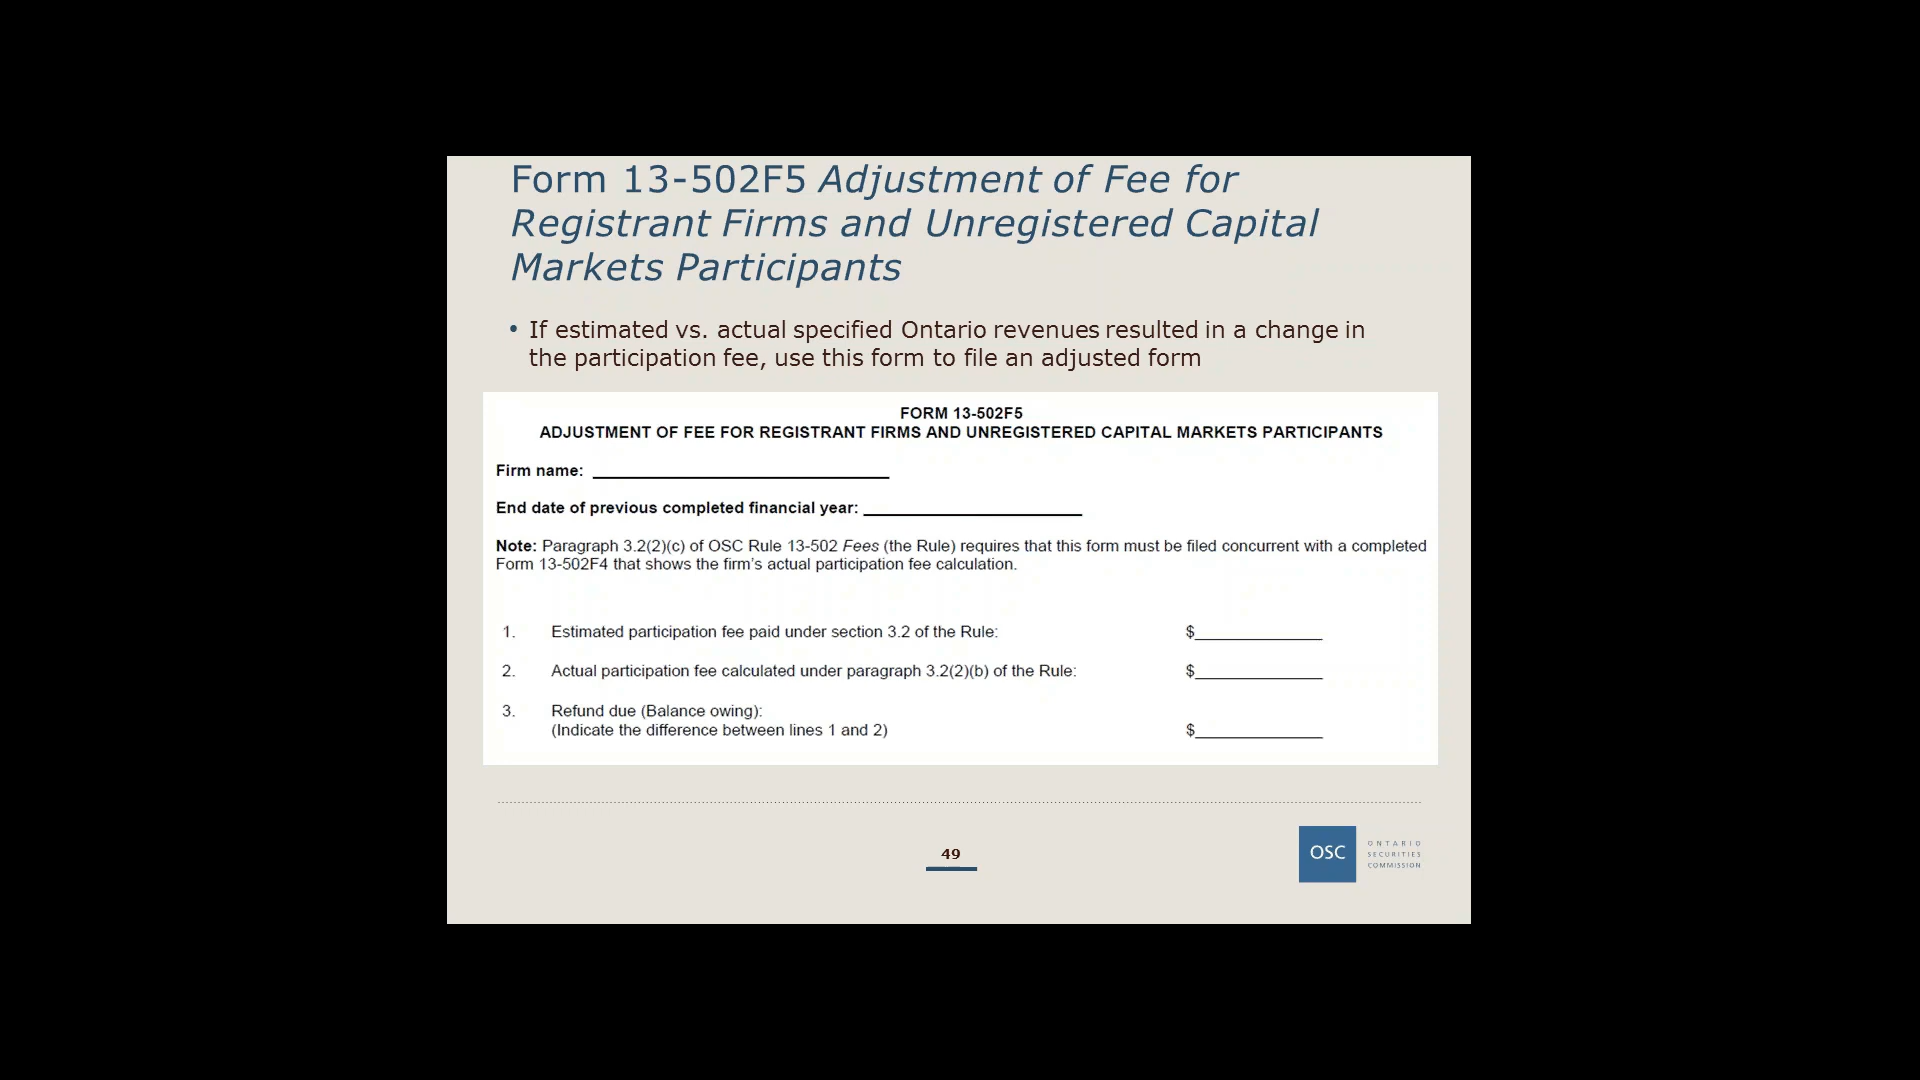 Form 13-502F5 Adjustment of Fee for
Registrant Firms and Unregistered Capital
Markets Participants
• If estimated vs. actual specified Ontario revenues resulted in a change in
the participation fee, use this form to file an adjusted form
FORM 13-502F5
ADJUSTMENT OF FEE FOR REGISTRANT FIRMS AND UNREGISTERED CAPITAL MARKETS PARTICIPANTS
Firm name: ____________________
End date of previous completed financial year: ____________________
Note: Paragraph 3.2(2)(c) of OSC Rule 13-502 Fees (the Rule) requires that this form must be filed concurrent with a completed
Form 13-502F4 that shows the firm's actual participation fee calculation.
1. Estimated participation fee paid under section 3.2 of the Rule: $______________
2. Actual participation fee calculated under paragraph 3.2(2)(b) of the Rule: $______________
3. Refund due (Balance owing):
(Indicate the difference between lines 1 and 2) $______________
49
OSC
ONTARIO
SECURITIES
COMMISSION